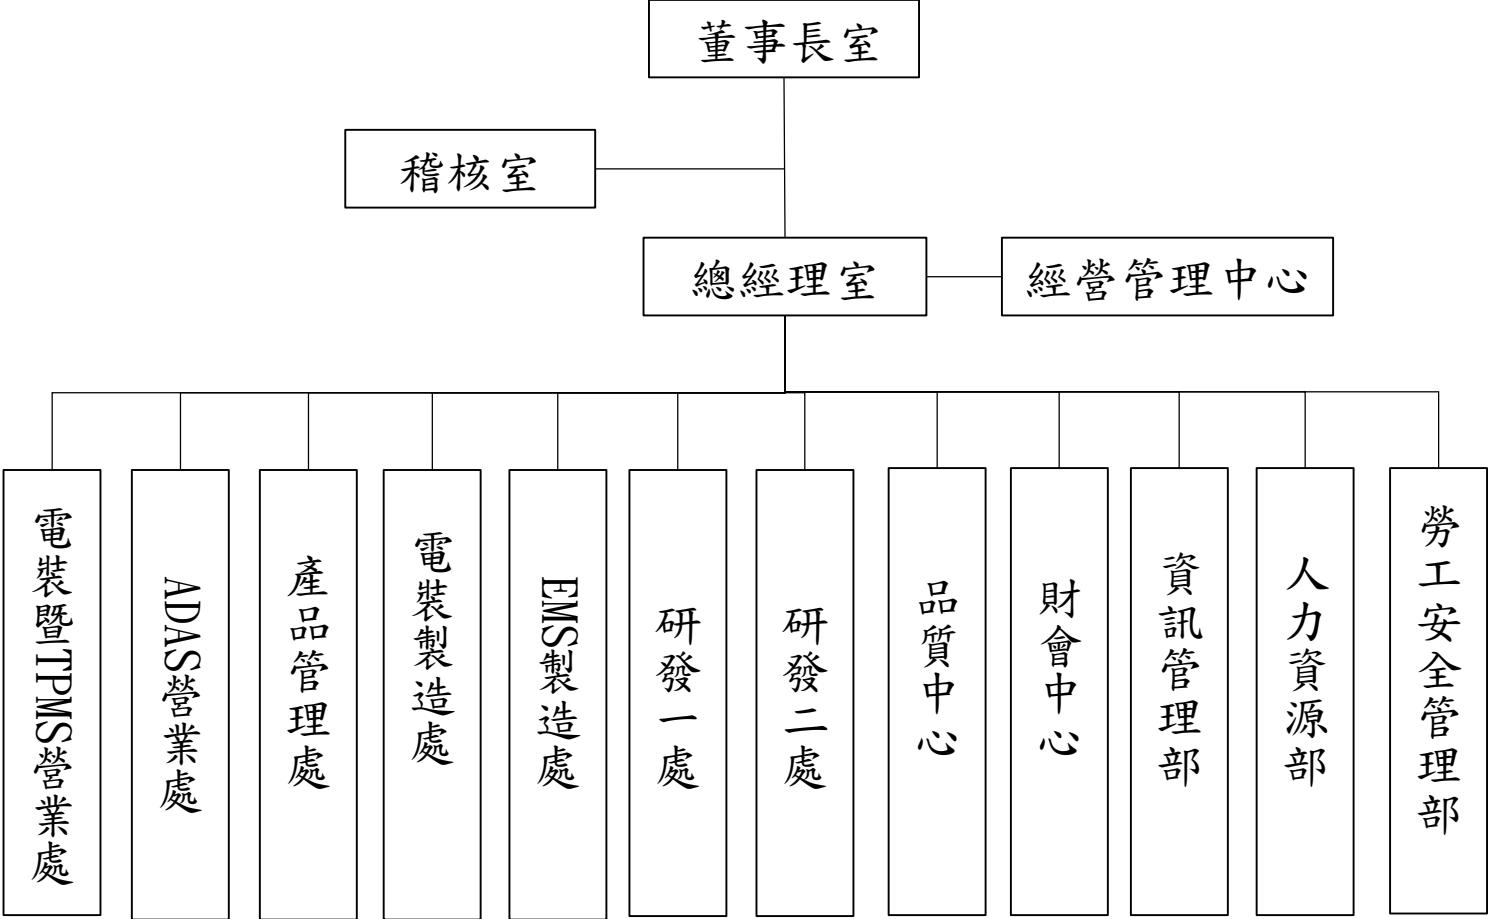 董事長室
稽核室
總經理室
經營管理中心
電裝暨TPMS營業處
ADAS營業處
產品管理處
電裝製造處
EMS製造處
研發一處
研發二處
品質中心
財會中心
資訊管理部
人力資源部
勞工安全管理部